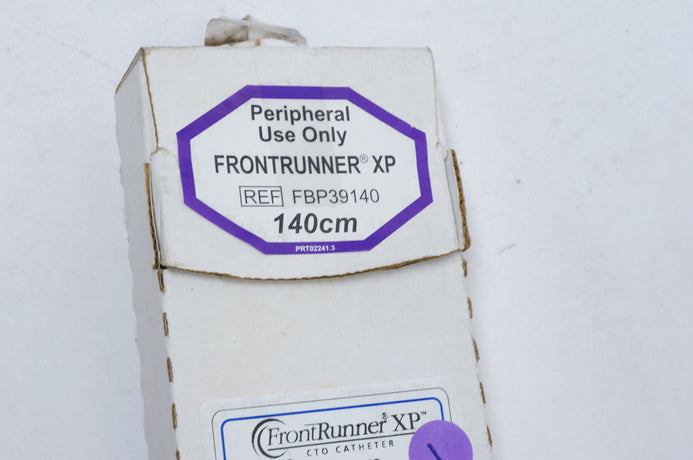 Peripheral
Use Only
FRONTRUNNER® XP
REF FBP39140
140cm
PRT02241.3
FrontRunner® XP™
CTO CATHETER